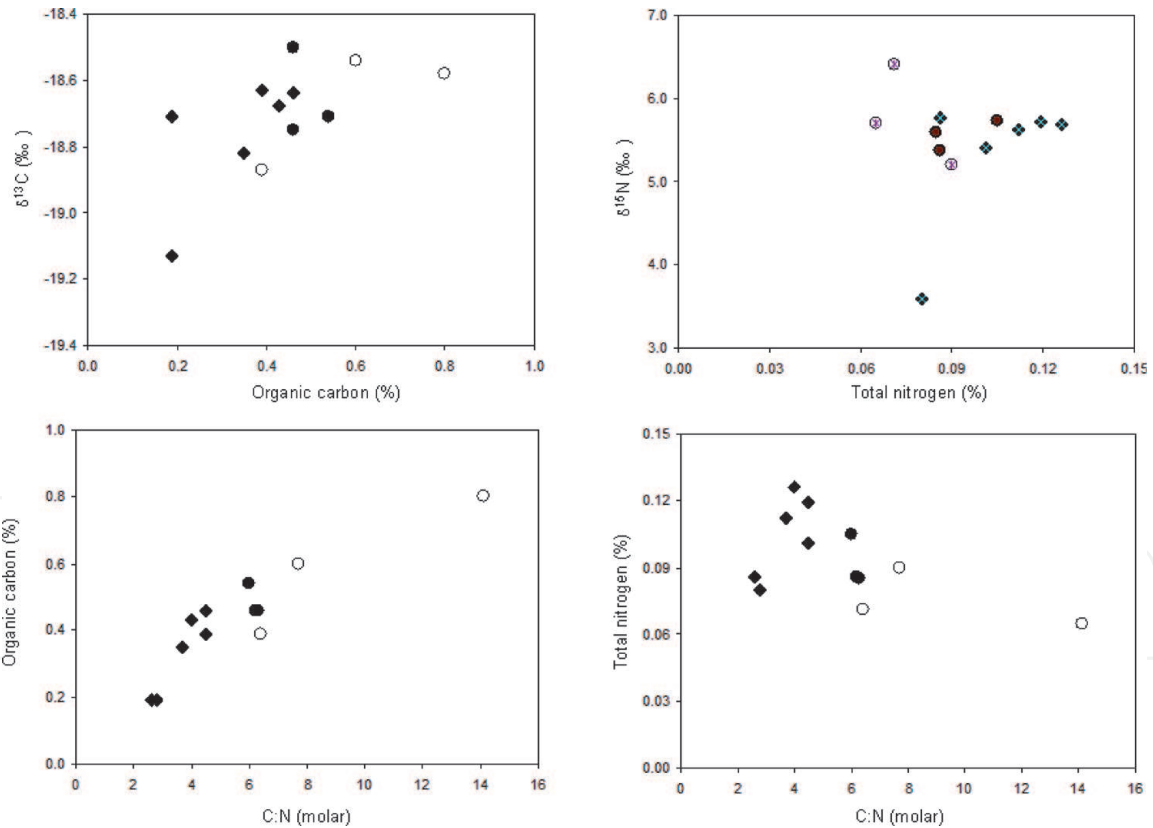 -18.4
-18.6
-18.8
-19.0
-19.2
-19.4
δ¹³C (‰)
0.0 0.2 0.4 0.6 0.8 1.0
Organic carbon (%)
7.0
6.0
5.0
4.0
3.0
δ¹⁵N (‰)
0.00 0.03 0.06 0.09 0.12 0.15
Total nitrogen (%)
1.0
0.8
0.6
0.4
0.2
0.0
Organic carbon (%)
0 2 4 6 8 10 12 14 16
C:N (molar)
0.15
0.12
0.09
0.06
0.03
0.00
Total nitrogen (%)
0 2 4 6 8 10 12 14 16
C:N (molar)